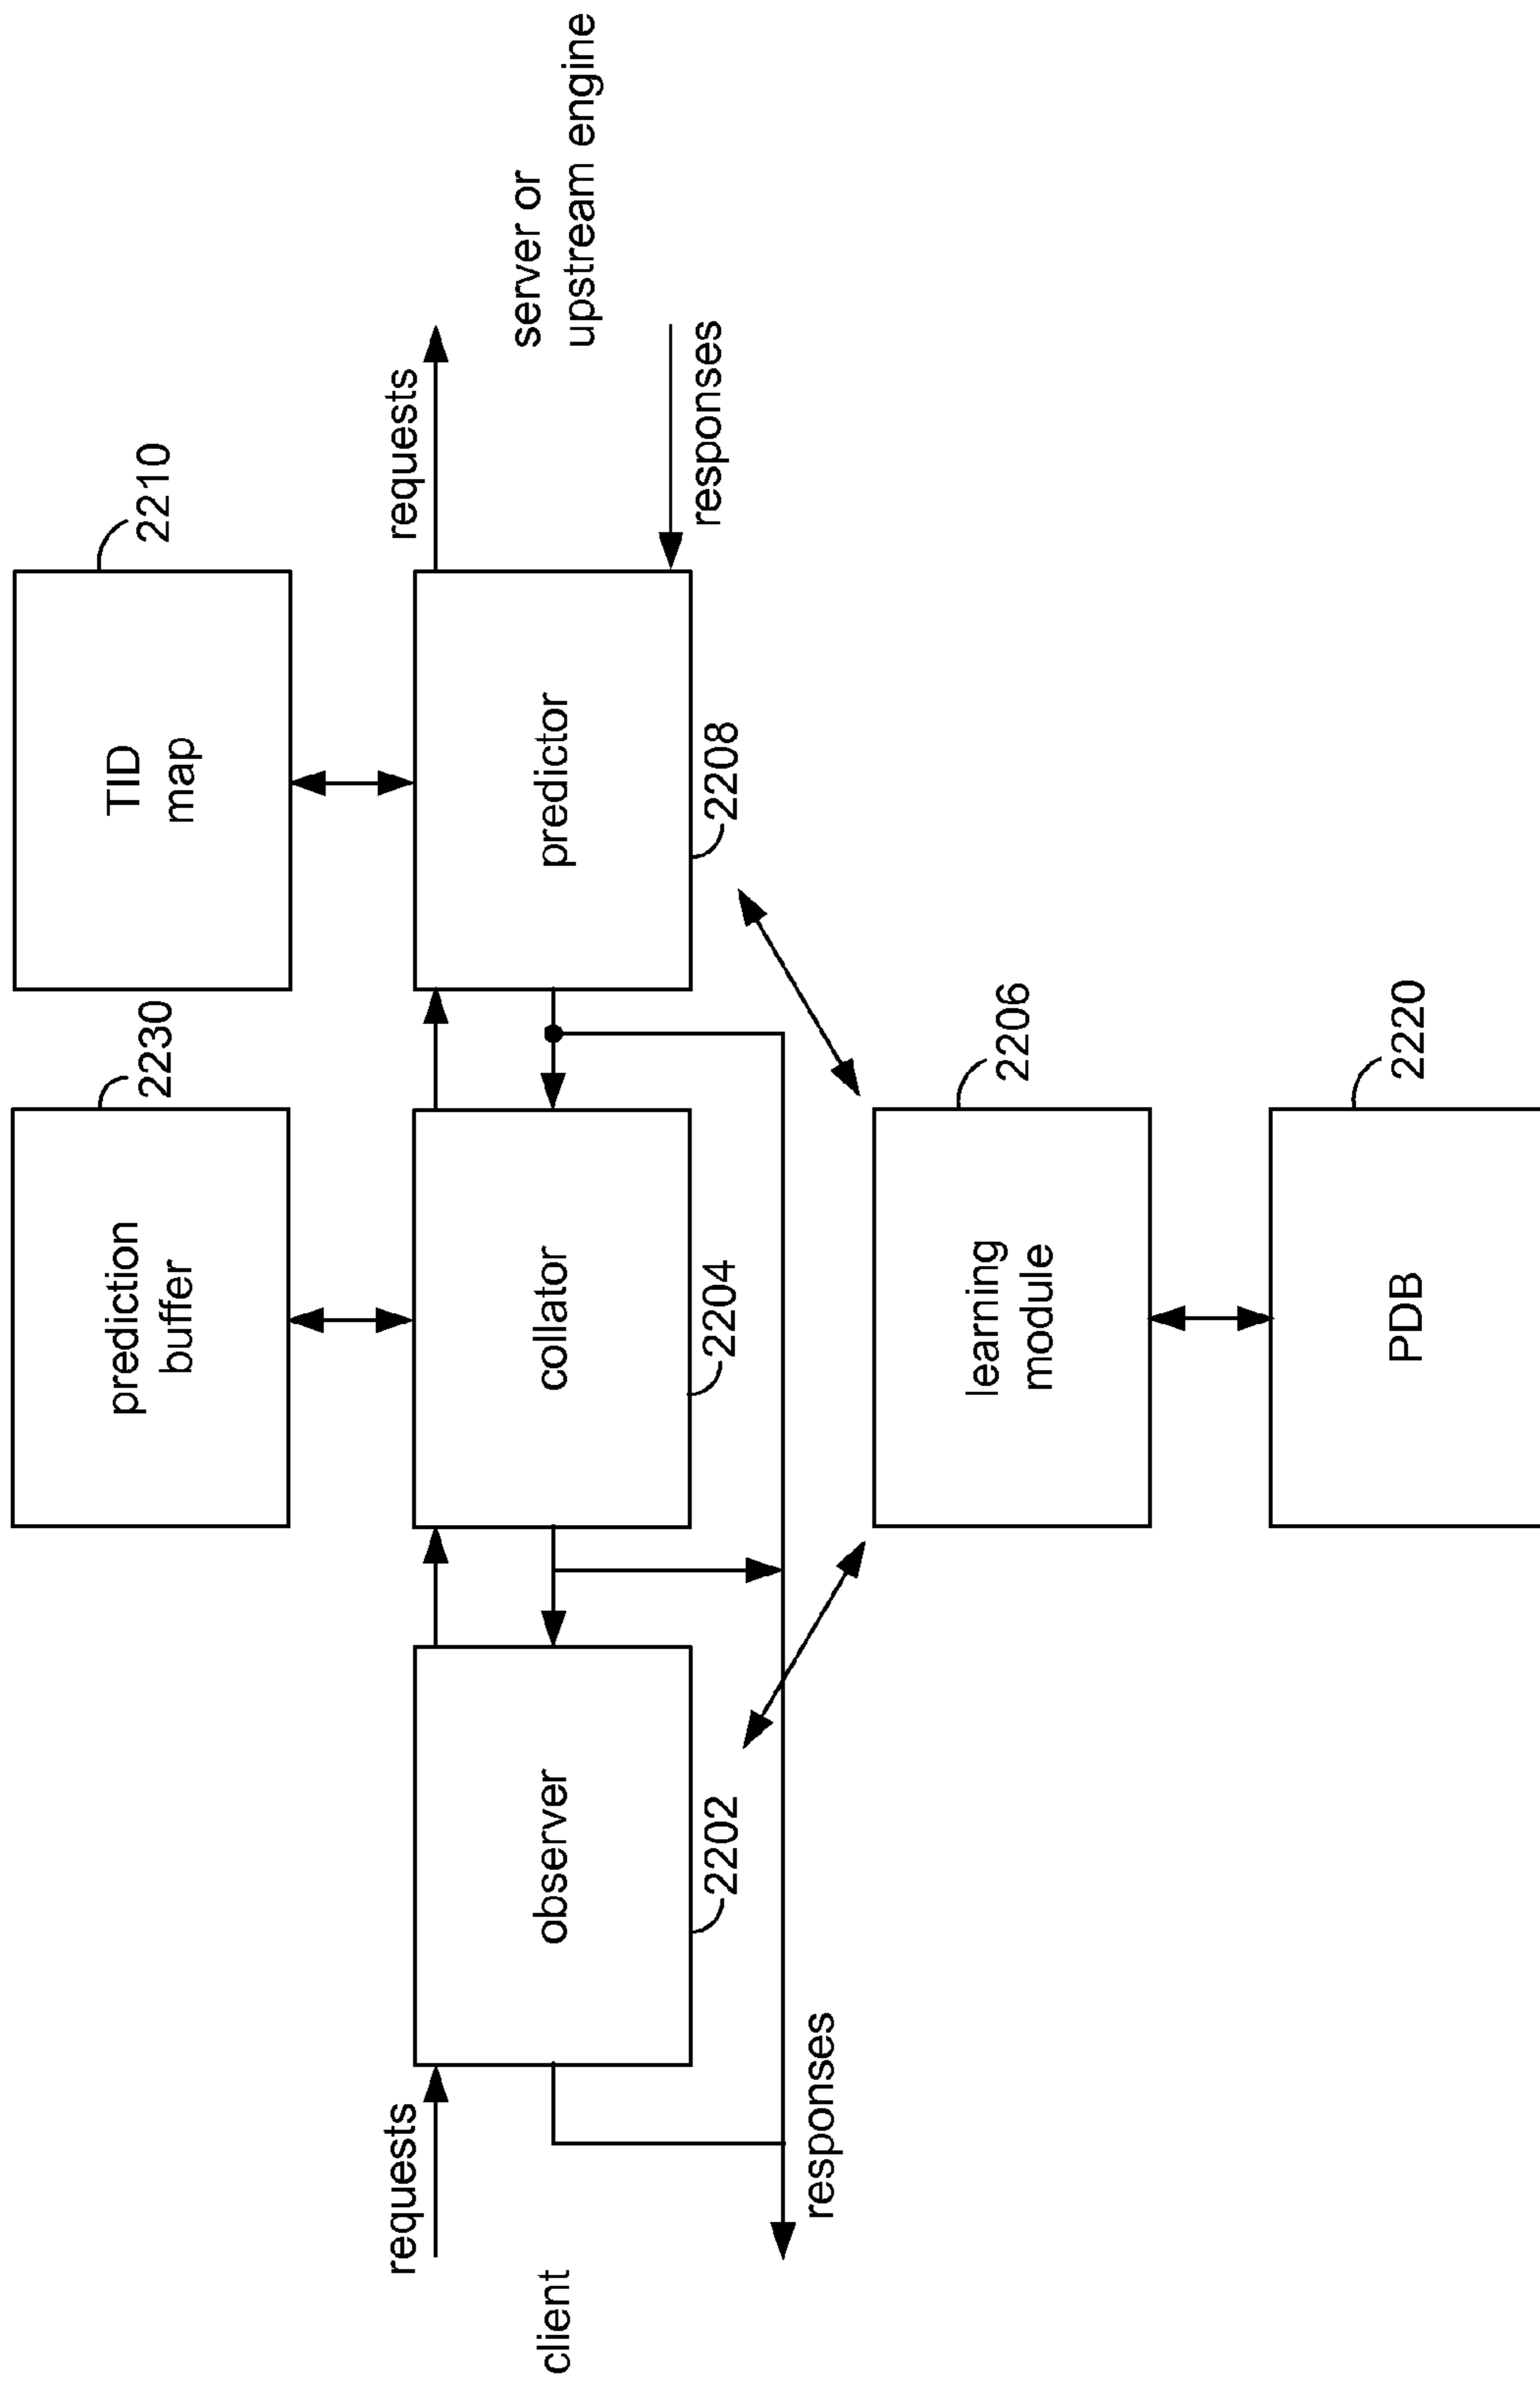 prediction
buffer
2230
TID
map
2210
requests
requests
client
observer
2202
collator
2204
predictor
2208
server or
upstream engine
responses
responses
learning
module
2206
PDB
2220